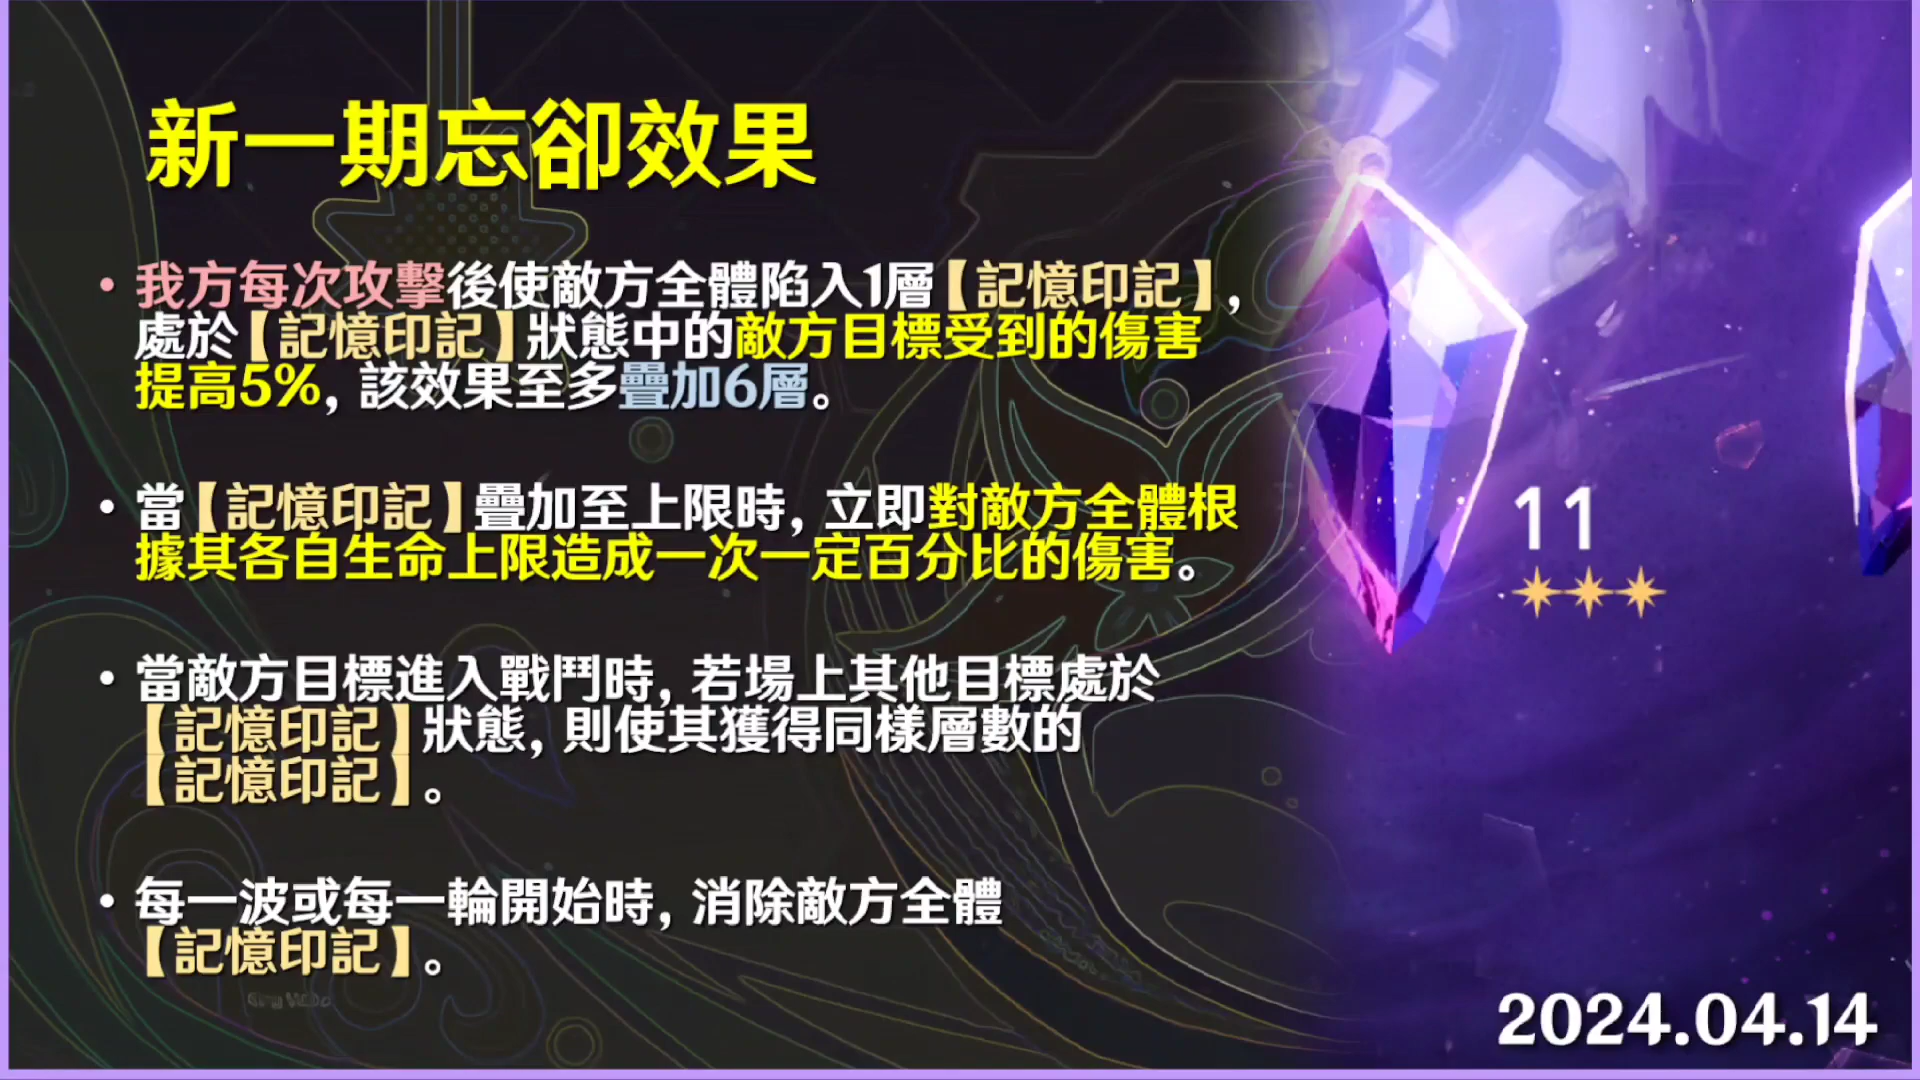 新一期忘卻效果
• 我方每次攻擊後使敵方全體陷入1層【記憶印記】,
處於【記憶印記】狀態中的敵方目標受到的傷害
提高5%, 該效果至多疊加6層。
• 當【記憶印記】疊加至上限時, 立即對敵方全體根
據其各自生命上限造成一次一定百分比的傷害。
• 當敵方目標進入戰鬥時, 若場上其他目標處於
【記憶印記】狀態, 則使其獲得同樣層數的
【記憶印記】。
• 每一波或每一輪開始時, 消除敵方全體
【記憶印記】。
11
2024.04.14